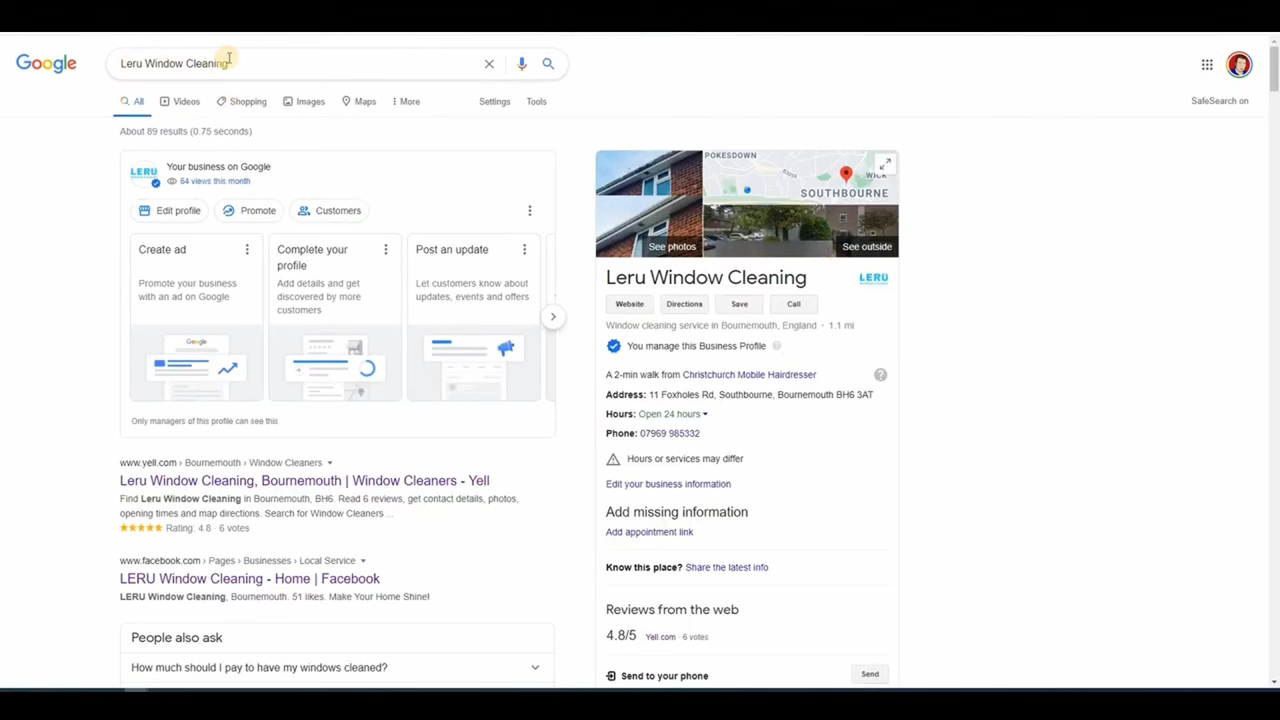 Google
Leru Window Cleaning
All
Videos
Shopping
Images
Maps
More
Settings
Tools
SafeSearch on
About 89 results (0.75 seconds)
LERU
Your business on Google
64 views this month
Edit profile
Promote
Customers
Create ad
Promote your business
with an ad on Google
Google
Complete your
profile
Add details and get
discovered by more
customers
Post an update
Let customers know about
updates, events and offers
Only managers of this profile can see this
www.yell.com › Bournemouth › Window Cleaners
Leru Window Cleaning, Bournemouth | Window Cleaners - Yell
Find Leru Window Cleaning in Bournemouth, BH6. Read 6 reviews, get contact details, photos,
opening times and map directions. Search for Window Cleaners ...
Rating: 4.8 · 6 votes
www.facebook.com › Pages › Businesses › Local Service
LERU Window Cleaning - Home | Facebook
LERU Window Cleaning, Bournemouth. 51 likes. Make Your Home Shine!
People also ask
How much should I pay to have my windows cleaned?
POKESDOWN
WICK
SOUTHBOURNE
See photos
See outside
Leru Window Cleaning
LERU
Website
Directions
Save
Call
Window cleaning service in Bournemouth, England · 1.1 mi
You manage this Business Profile
A 2-min walk from Christchurch Mobile Hairdresser
Address: 11 Foxholes Rd, Southbourne, Bournemouth BH6 3AT
Hours: Open 24 hours
Phone: 07969 985332
Hours or services may differ
Edit your business information
Add missing information
Add appointment link
Know this place? Share the latest info
Reviews from the web
4.8/5 Yell.com · 6 votes
Send to your phone
Send